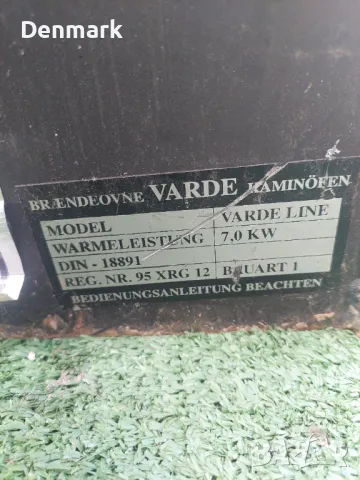 Denmark
BRÆNDEOVNE VARDE KAMINÖFEN
MODEL VARDE LINE
WARMELEISTUNG 7,0 KW
DIN - 18891
REG. NR. 95 XRG 12 BAUART 1
BEDIENUNGSANLEITUNG BEACHTEN